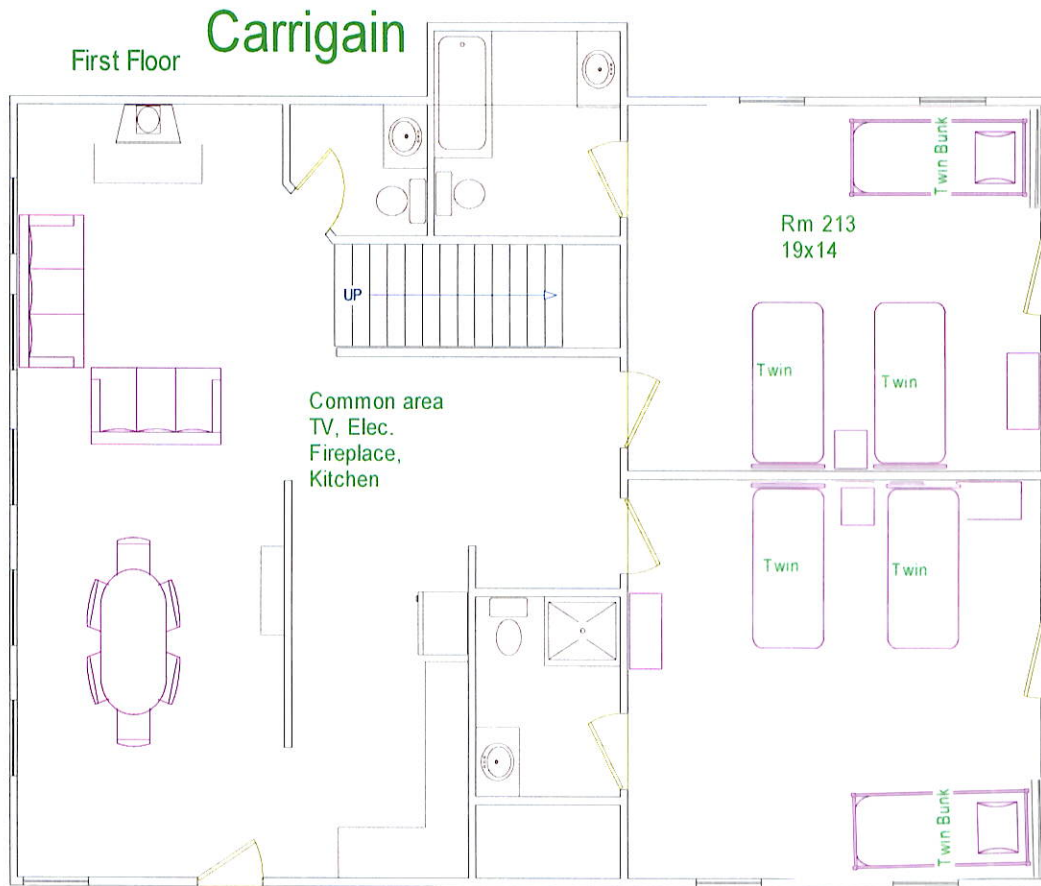 Carrigain
First Floor
Twin Bunk
Rm 213
19x14
UP
Twin
Twin
Common area
TV, Elec.
Fireplace,
Kitchen
Twin
Twin
Twin Bunk